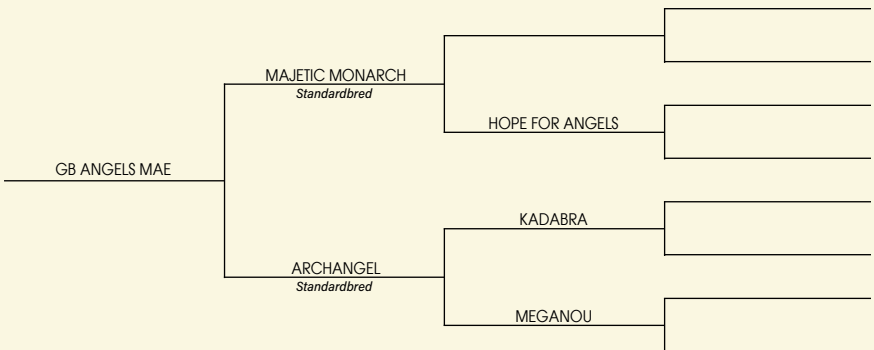 MAJETIC MONARCH
Standardbred
HOPE FOR ANGELS
GB ANGELS MAE
KADABRA
ARCHANGEL
Standardbred
MEGANOU